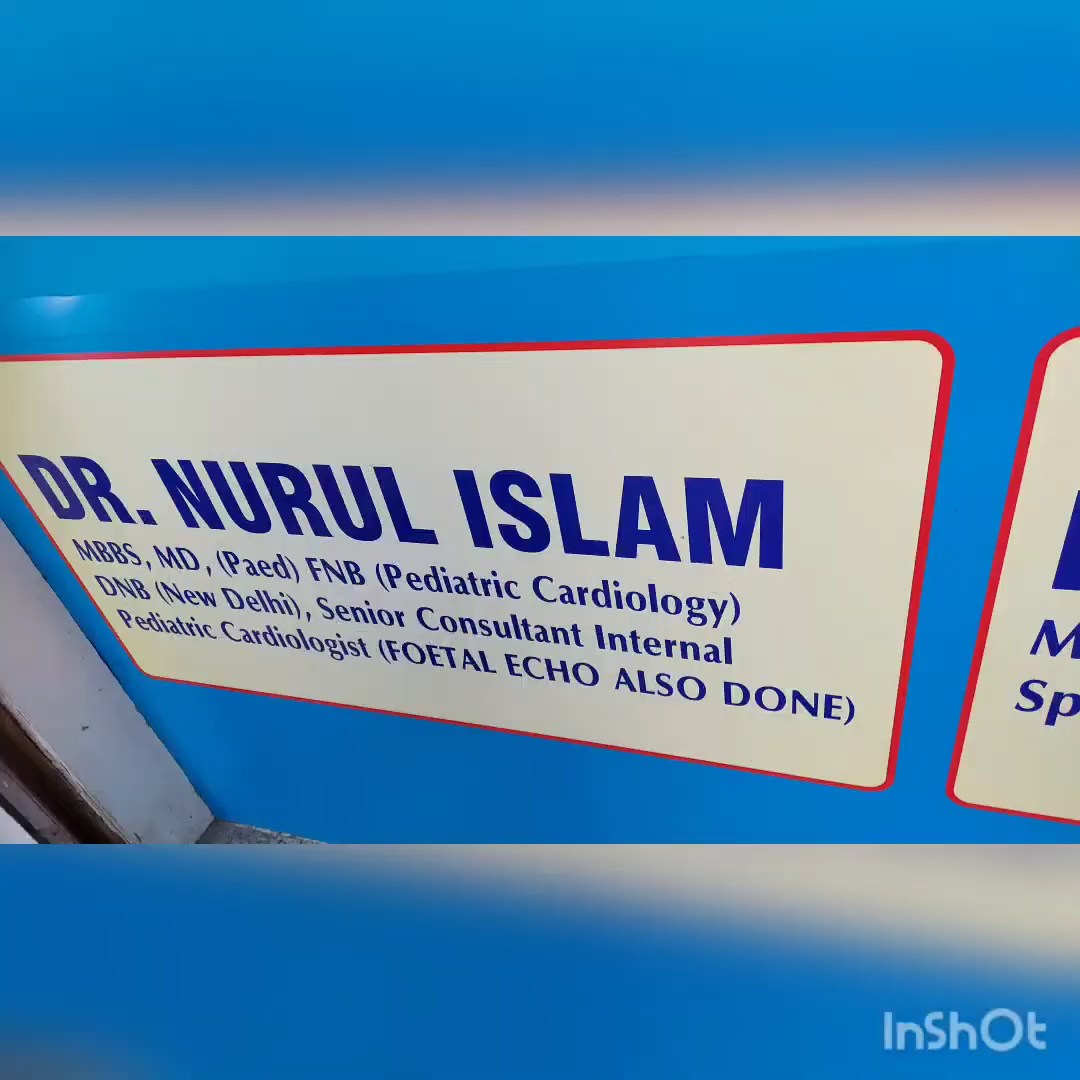 DR. NURUL ISLAM
MBBS, MD, (Paed) FNB (Pediatric Cardiology)
DNB (New Delhi), Senior Consultant Internal
Pediatric Cardiologist (FOETAL ECHO ALSO DONE)
M
Sp
InShOt